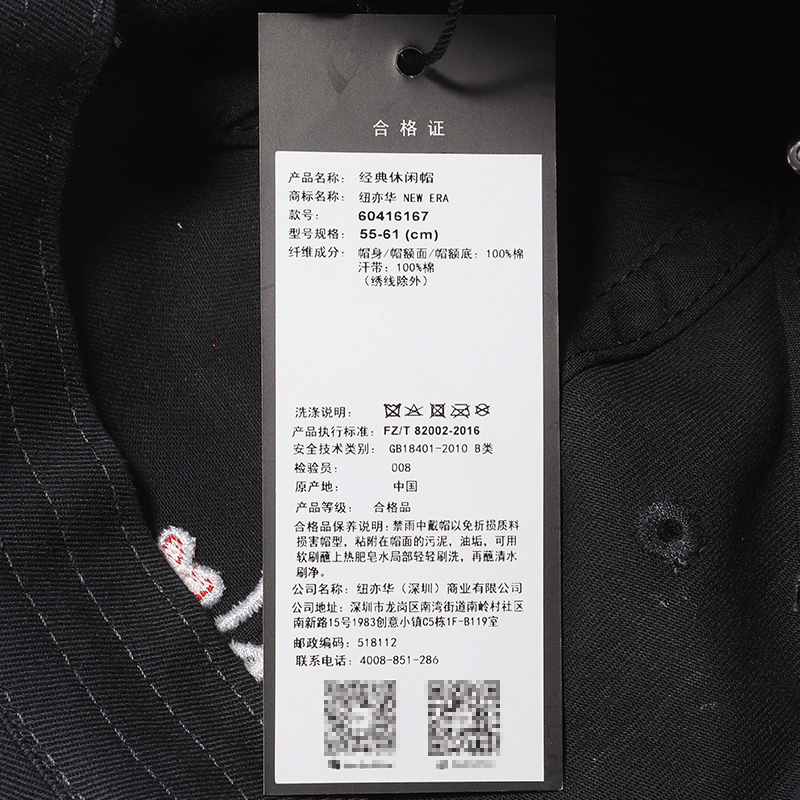 合格证
产品名称: 经典休闲帽
商标名称: 纽亦华 NEW ERA
款号: 60416167
型号规格: 55-61 (cm)
纤维成分: 帽身/帽额面/帽额底: 100%棉
汗带: 100%棉
(绣线除外)
洗涤说明:
产品执行标准: FZ/T 82002-2016
安全技术类别: GB18401-2010 B类
检验员: 008
原产地: 中国
产品等级: 合格品
合格品保养说明: 禁雨中戴帽以免折损质料
损害帽型, 粘附在帽面的污泥, 油垢, 可用
软刷蘸上热肥皂水局部轻轻刷洗, 再蘸清水
刷净。
公司名称: 纽亦华 (深圳) 商业有限公司
公司地址: 深圳市龙岗区南湾街道南岭村社区
南新路15号1983创意小镇C5栋1F-B119室
邮政编码: 518112
联系电话: 4008-851-286